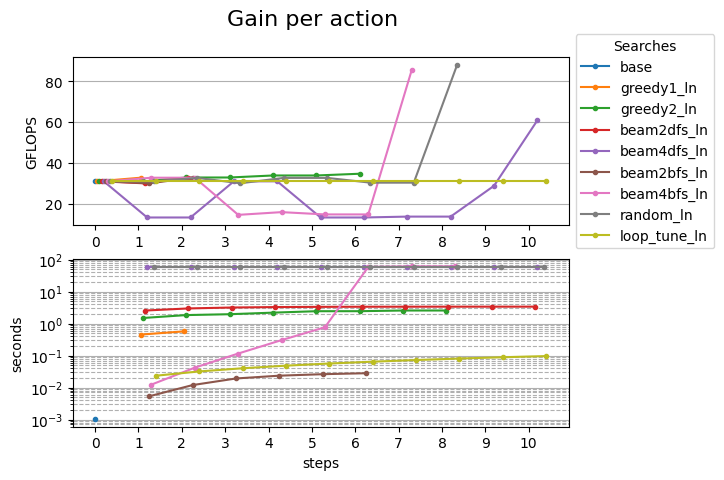 Gain per action
Searches
base
greedy1_ln
greedy2_ln
beam2dfs_ln
beam4dfs_ln
beam2bfs_ln
beam4bfs_ln
random_ln
loop_tune_ln
GFLOPS
80
60
40
20
0 1 2 3 4 5 6 7 8 9 10
seconds
10²
10¹
10⁰
10⁻¹
10⁻²
10⁻³
0 1 2 3 4 5 6 7 8 9 10
steps